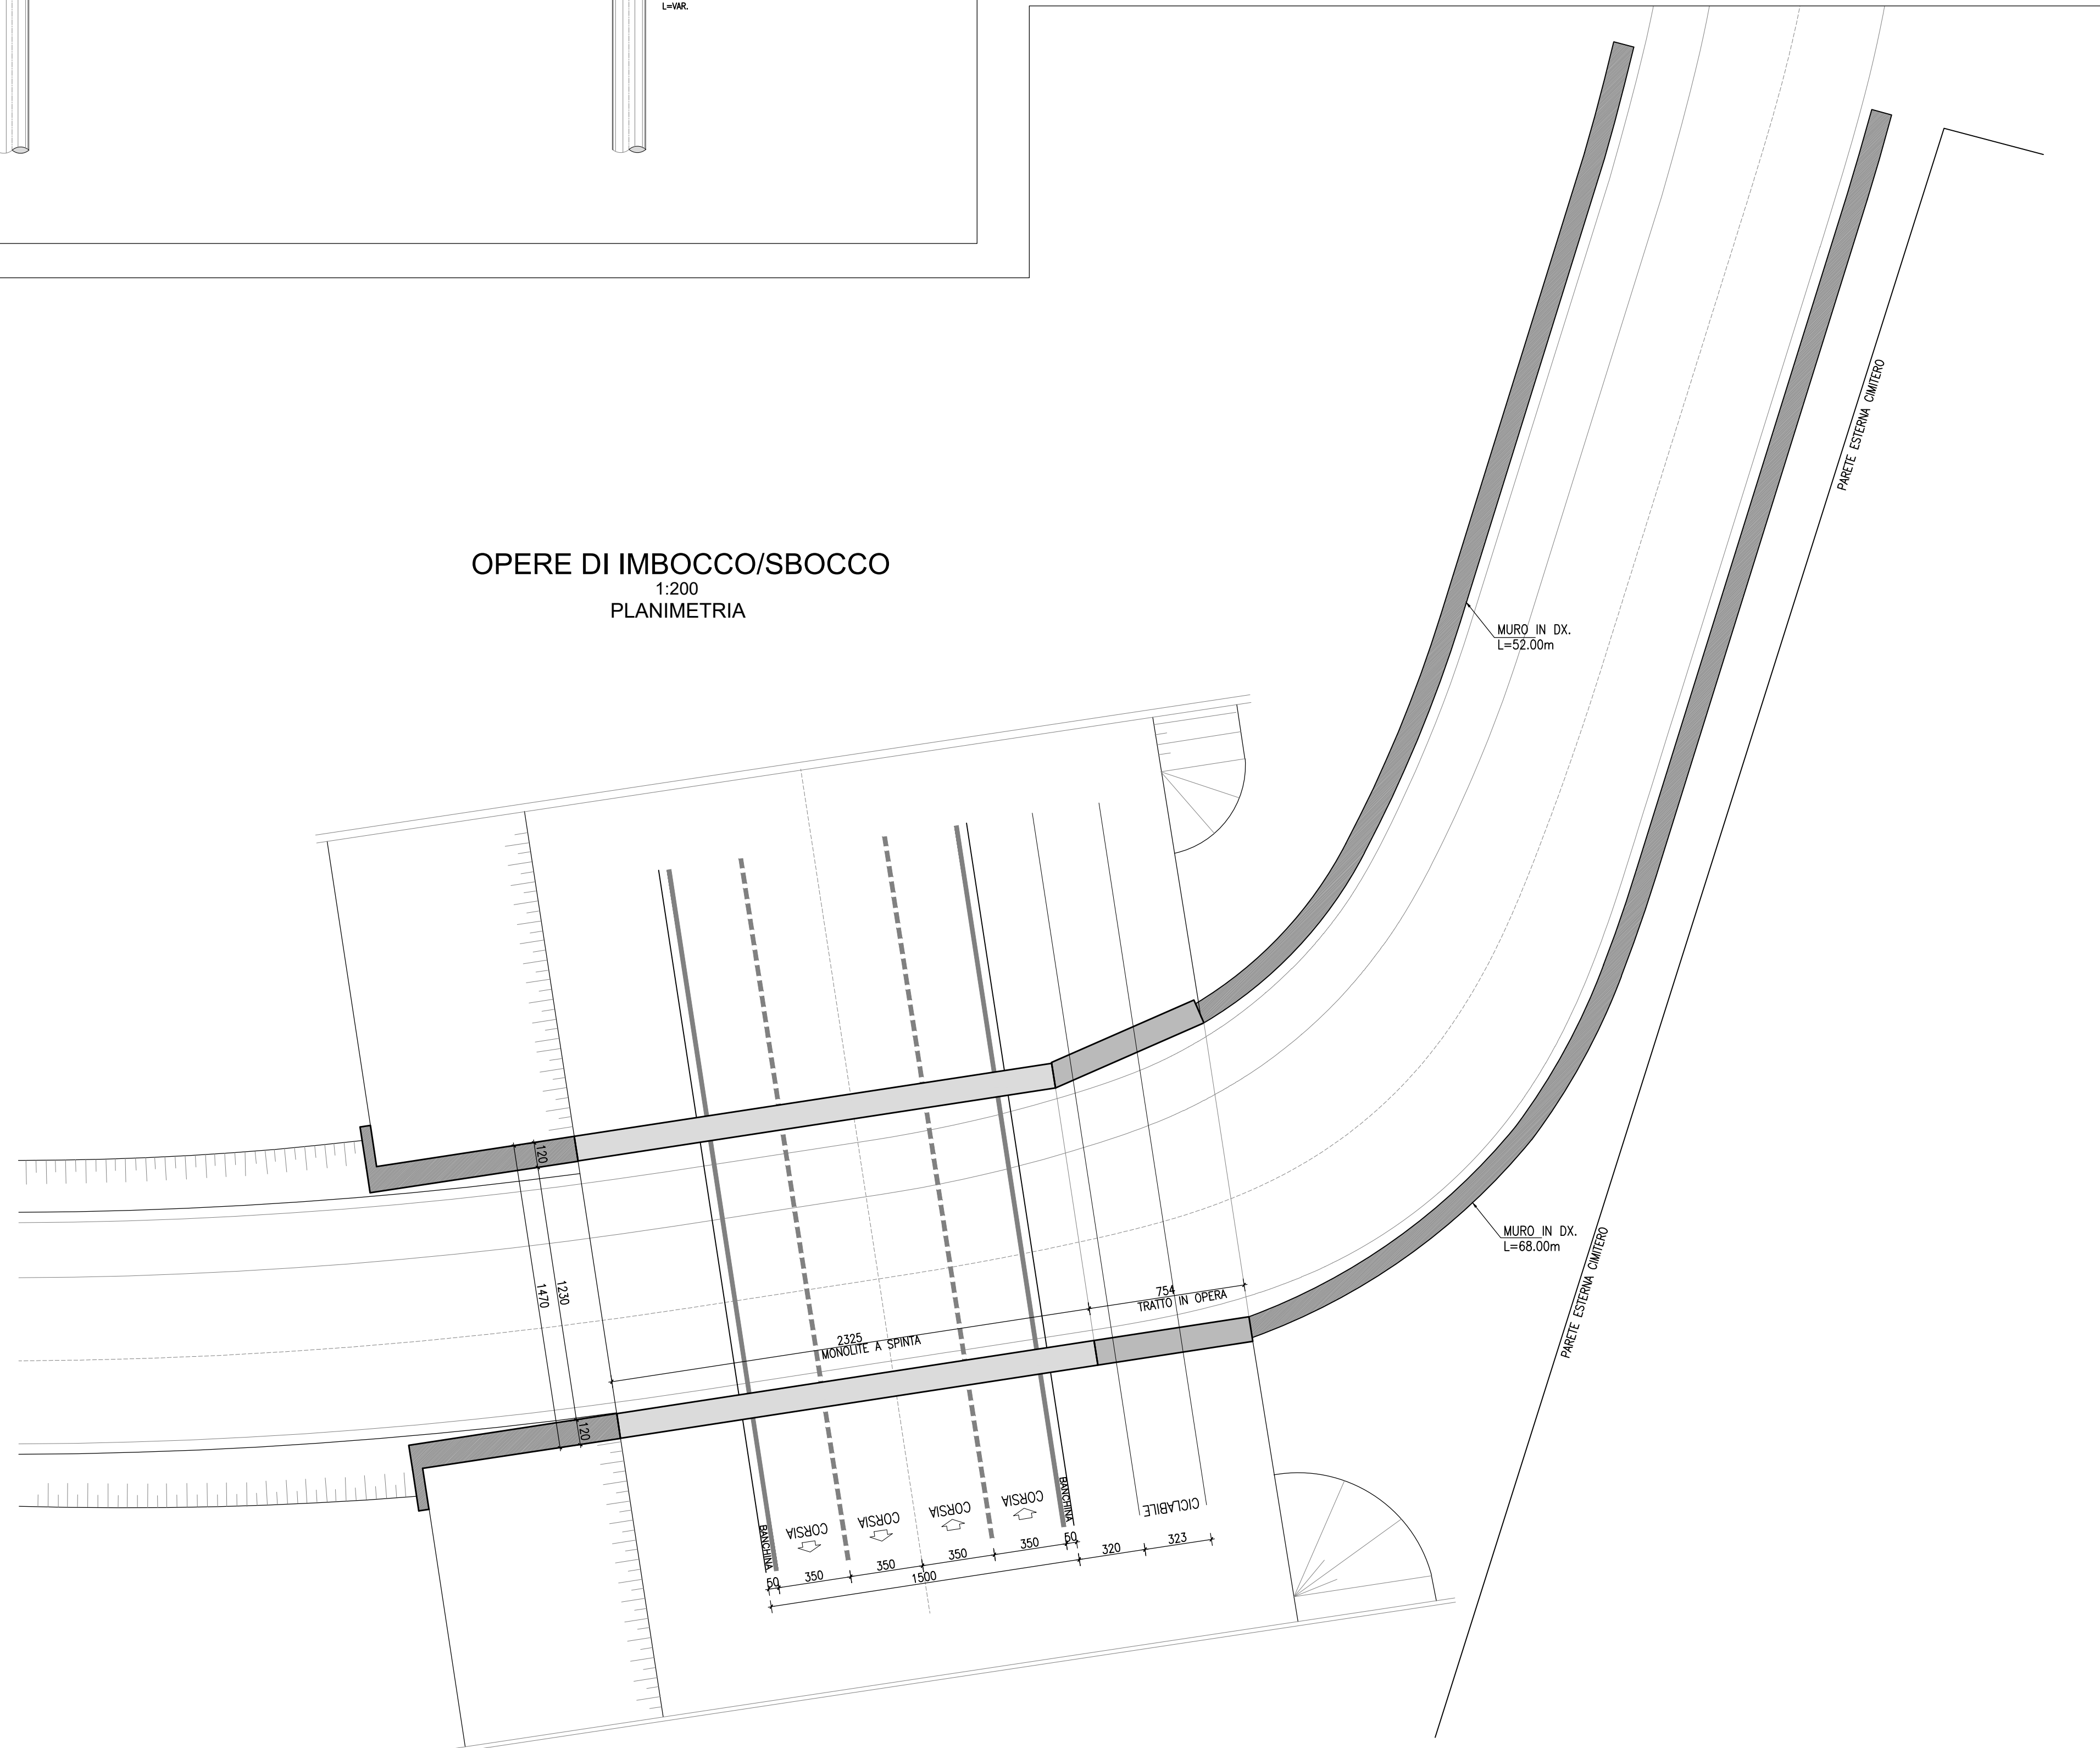 L=VAR.
OPERE DI IMBOCCO/SBOCCO
1:200
PLANIMETRIA
PARETE ESTERNA CIMITERO
MURO IN DX.
L=52.00m
MURO IN DX.
L=68.00m
PARETE ESTERNA CIMITERO
120
1230
1470
120
754
TRATTO IN OPERA
2325
MONOLITE A SPINTA
BANCHINA
CORSIA
CORSIA
CORSIA
CORSIA
BANCHINA
CICLABILE
50
350
350
350
350
50
320
323
1500